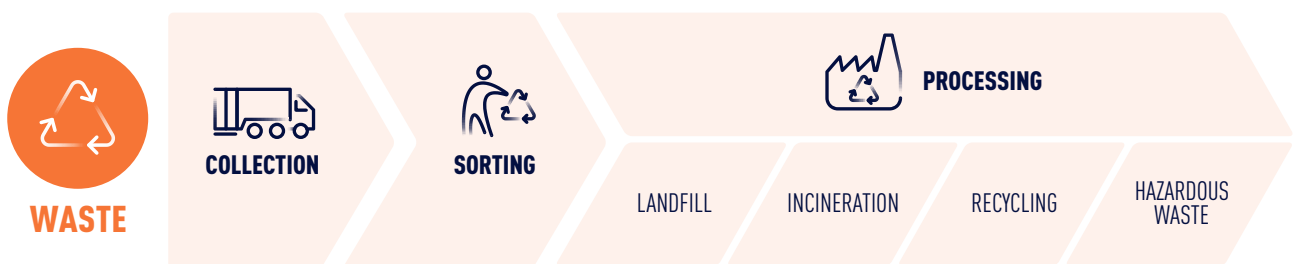 WASTE
COLLECTION
SORTING
PROCESSING
LANDFILL
INCINERATION
RECYCLING
HAZARDOUS
WASTE